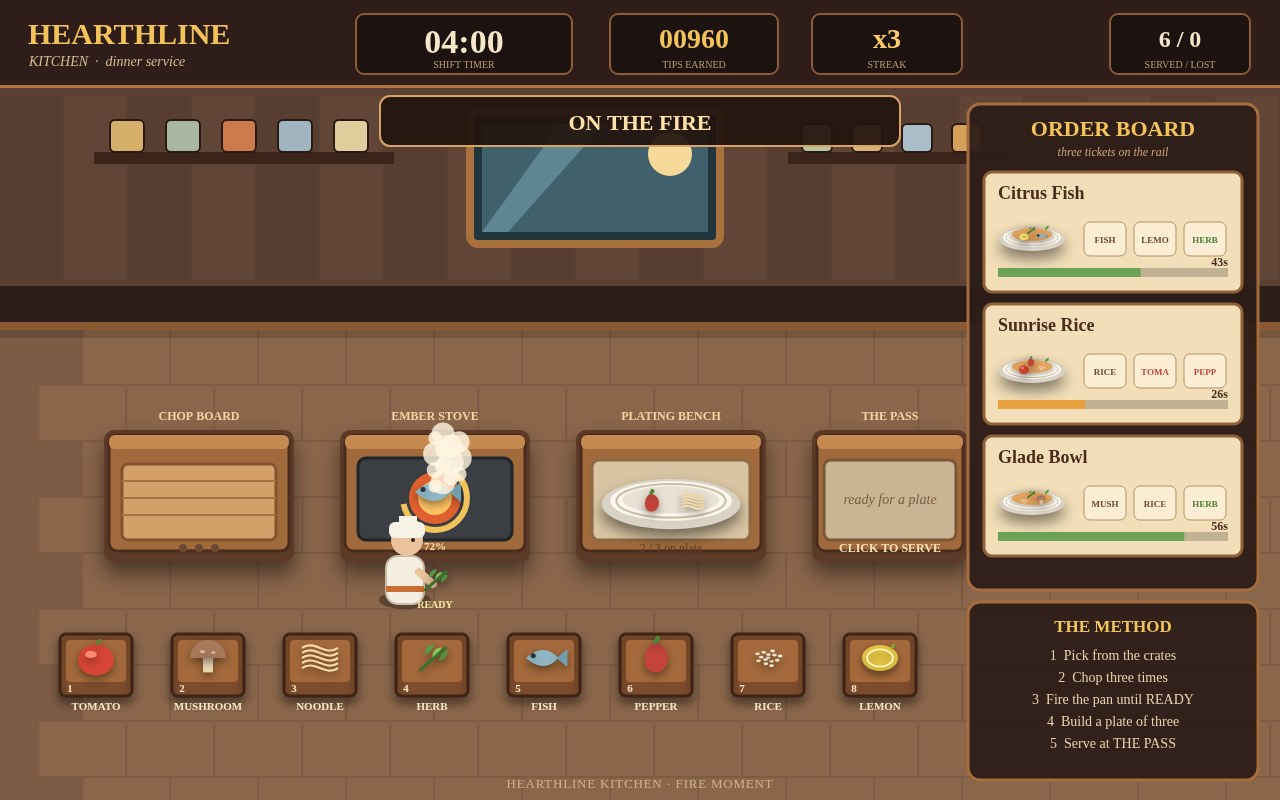 HEARTHLINE
KITCHEN · dinner service
04:00
SHIFT TIMER
00960
TIPS EARNED
x3
STREAK
6 / 0
SERVED / LOST
ON THE FIRE
ORDER BOARD
three tickets on the rail
Citrus Fish
FISH LEMO HERB
43s
Sunrise Rice
RICE TOMA PEPP
26s
Glade Bowl
MUSH RICE HERB
56s
CHOP BOARD
EMBER STOVE
PLATING BENCH
THE PASS
ready for a plate
72%
2 / 3 on plate
CLICK TO SERVE
READY
1
2
3
4
5
6
7
8
TOMATO
MUSHROOM
NOODLE
HERB
FISH
PEPPER
RICE
LEMON
THE METHOD
1 Pick from the crates
2 Chop three times
3 Fire the pan until READY
4 Build a plate of three
5 Serve at THE PASS
HEARTHLINE KITCHEN · FIRE MOMENT